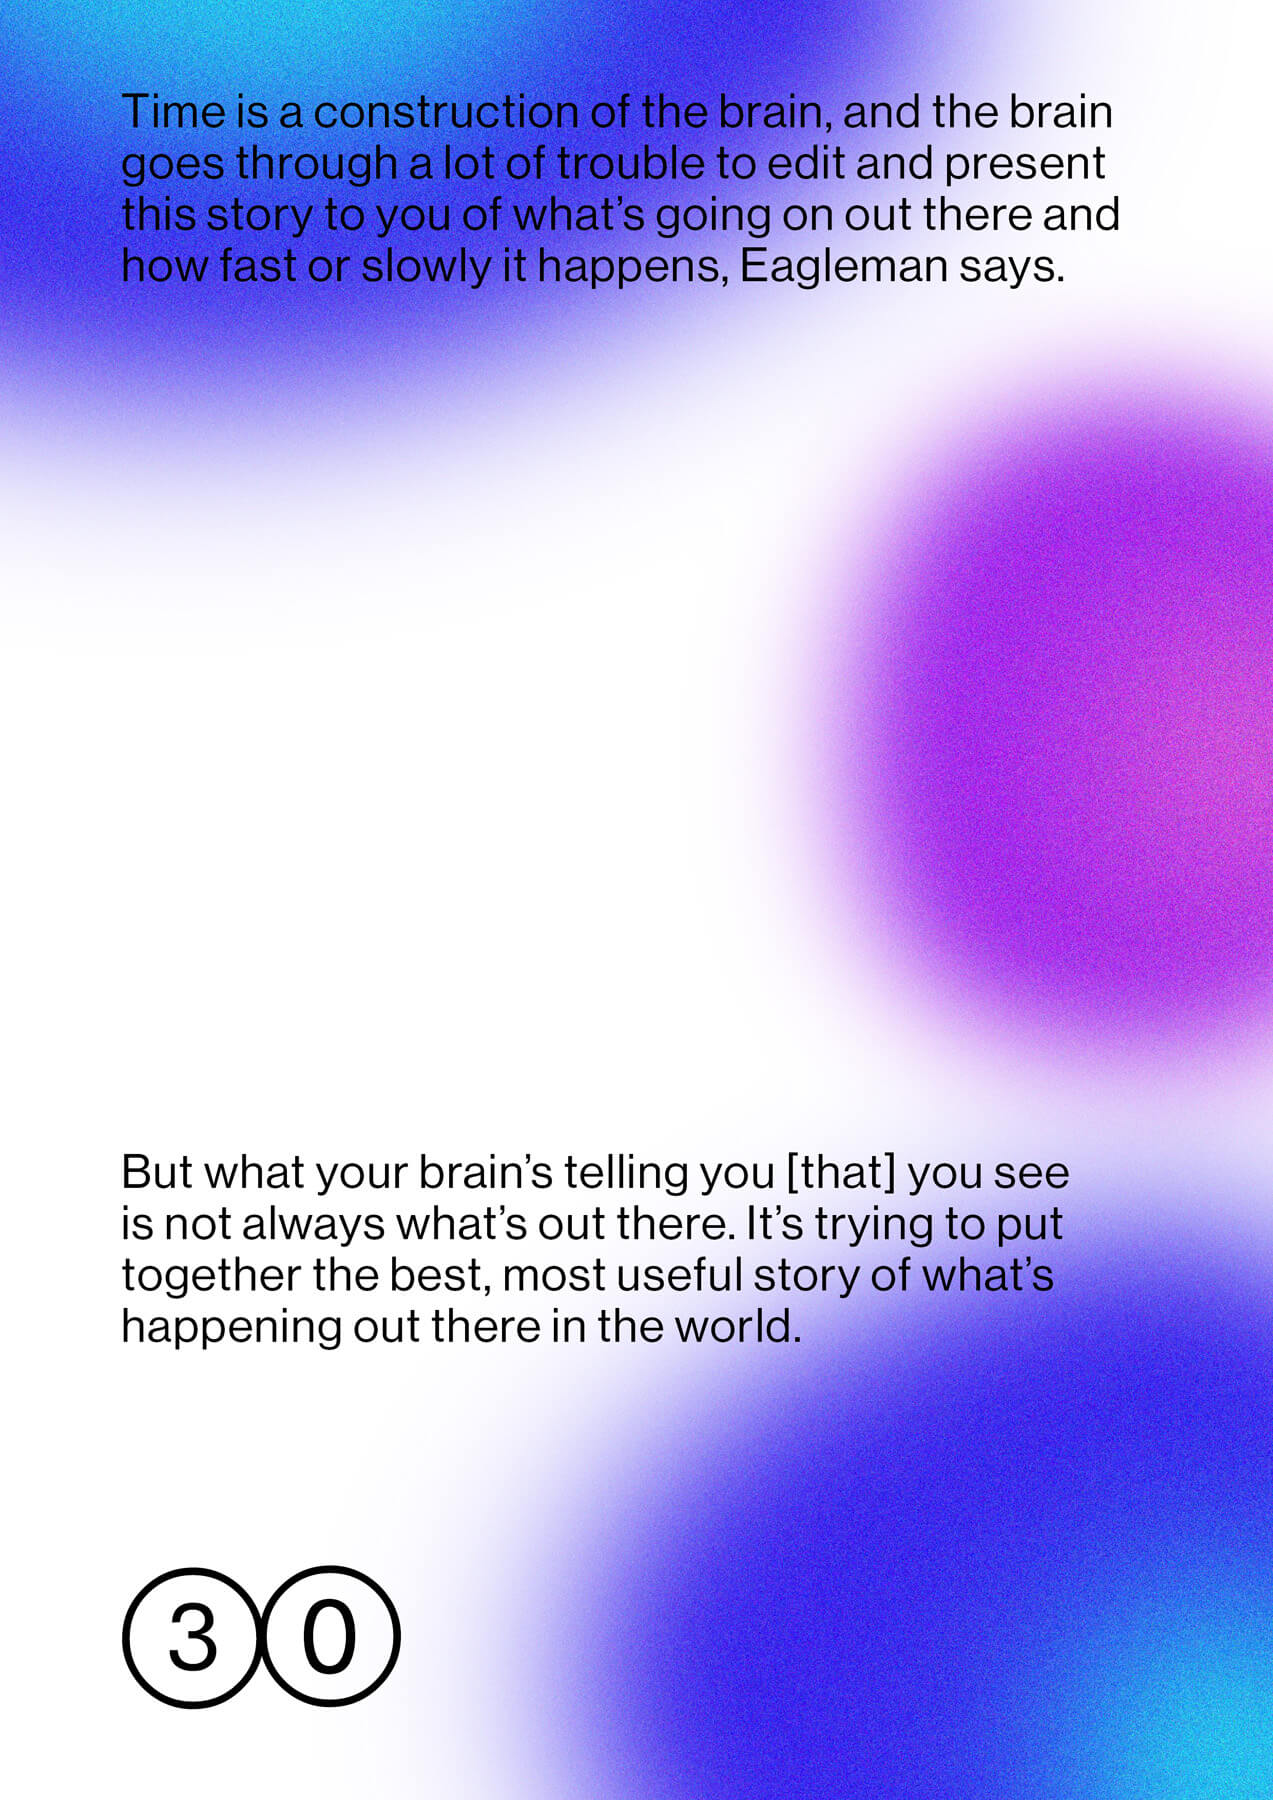 Time is a construction of the brain, and the brain
goes through a lot of trouble to edit and present
this story to you of what’s going on out there and
how fast or slowly it happens, Eagleman says.
But what your brain’s telling you [that] you see
is not always what’s out there. It’s trying to put
together the best, most useful story of what’s
happening out there in the world.
30